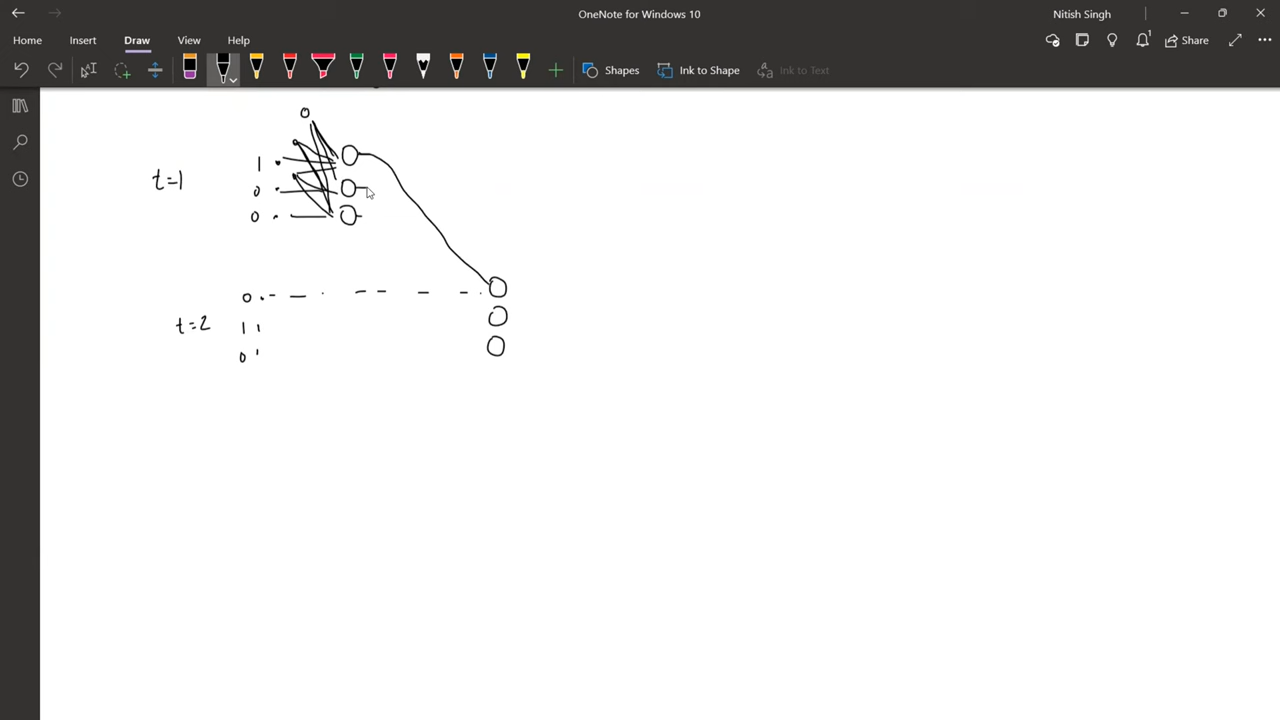 OneNote for Windows 10
Nitish Singh
Home
Insert
Draw
View
Help
Share
Shapes
Ink to Shape
Ink to Text
0
t=1
1
0
0
t=2
0
1
0